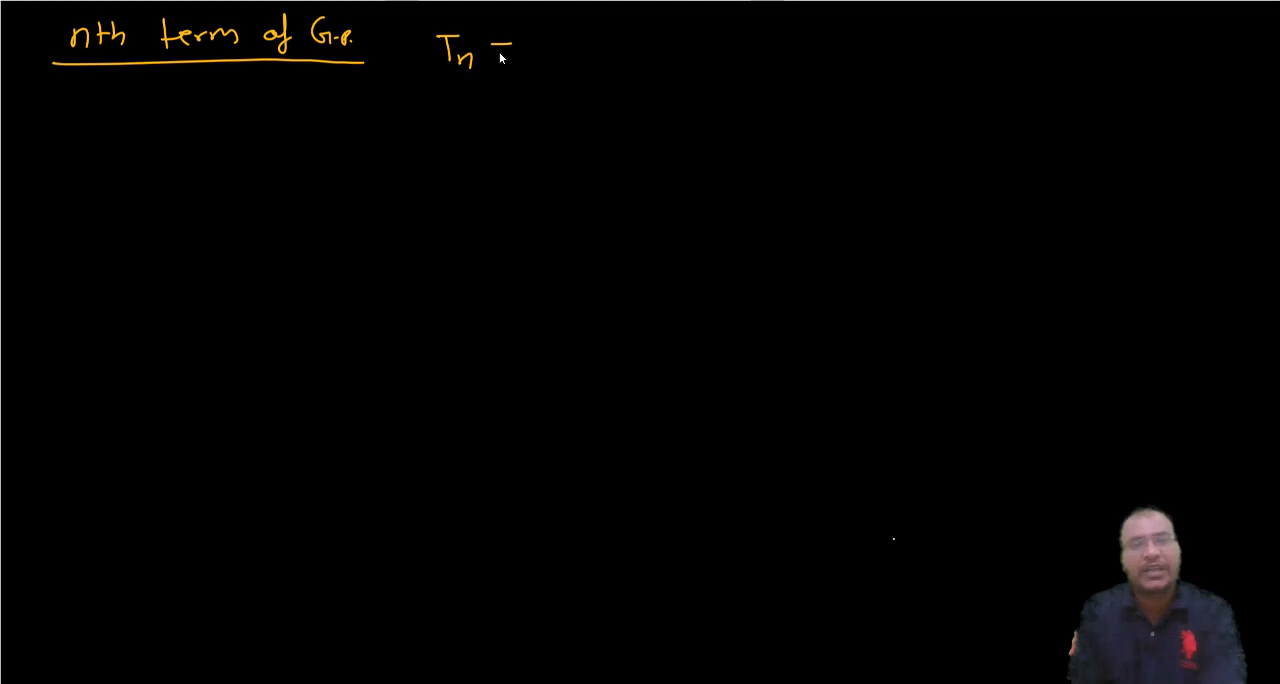 nth term of G.P. Tn =